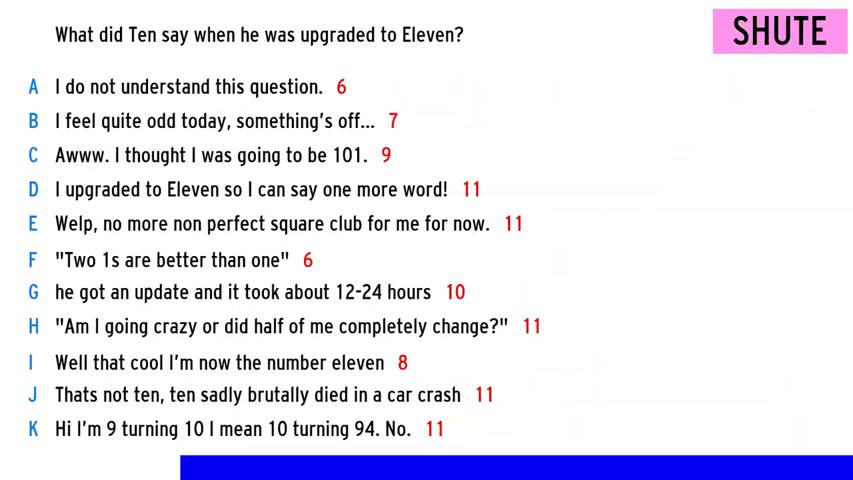 What did Ten say when he was upgraded to Eleven?
SHUTE
A I do not understand this question. 6
B I feel quite odd today, something's off... 7
C Awww. I thought I was going to be 101. 9
D I upgraded to Eleven so I can say one more word! 11
E Welp, no more non perfect square club for me for now. 11
F "Two 1s are better than one" 6
G he got an update and it took about 12-24 hours 10
H "Am I going crazy or did half of me completely change?" 11
I Well that cool I'm now the number eleven 8
J Thats not ten, ten sadly brutally died in a car crash 11
K Hi I'm 9 turning 10 I mean 10 turning 94. No. 11